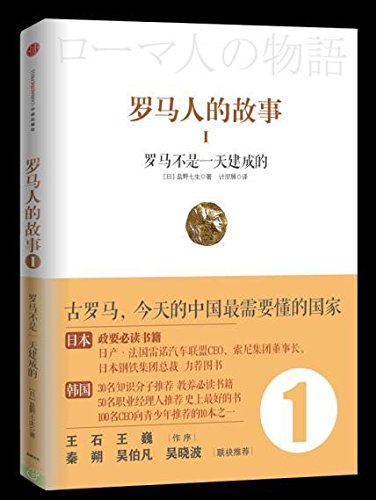 ローマ人の物語
罗马人的故事
I
罗马不是一天建成的
[日]盐野七生◎著 计丽屏◎译
古罗马，今天的中国最需要懂的国家
日本 政要必读书籍
日产·法国雷诺汽车联盟CEO、索尼集团董事长、
日本钢铁集团总裁 力荐图书
韩国 30名知识分子推荐 教养必读书籍
50名职业经理人推荐史上最好的书
100名CEO向青少年推荐的10本之一
1
王 石 王 巍 [作序]
秦 朔 吴伯凡 吴晓波 [联袂推荐]
罗马人的故事 I
罗马不是一天建成的
[日]盐野七生◎著